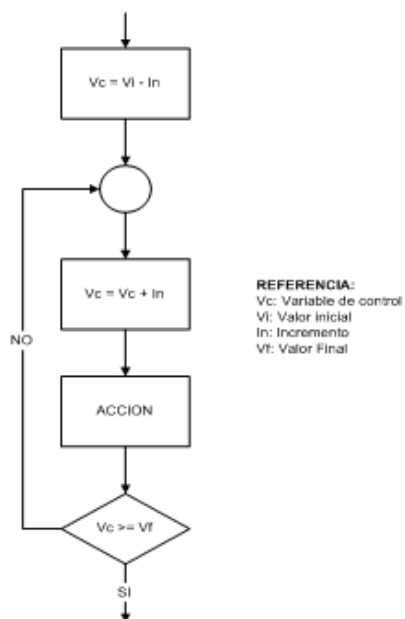 Vc = Vi - In
Vc = Vc + In
REFERENCIA:
Vc: Variable de control
Vi: Valor inicial
In: Incremento
Vf: Valor Final
NO
ACCION
Vc >= Vf
SI